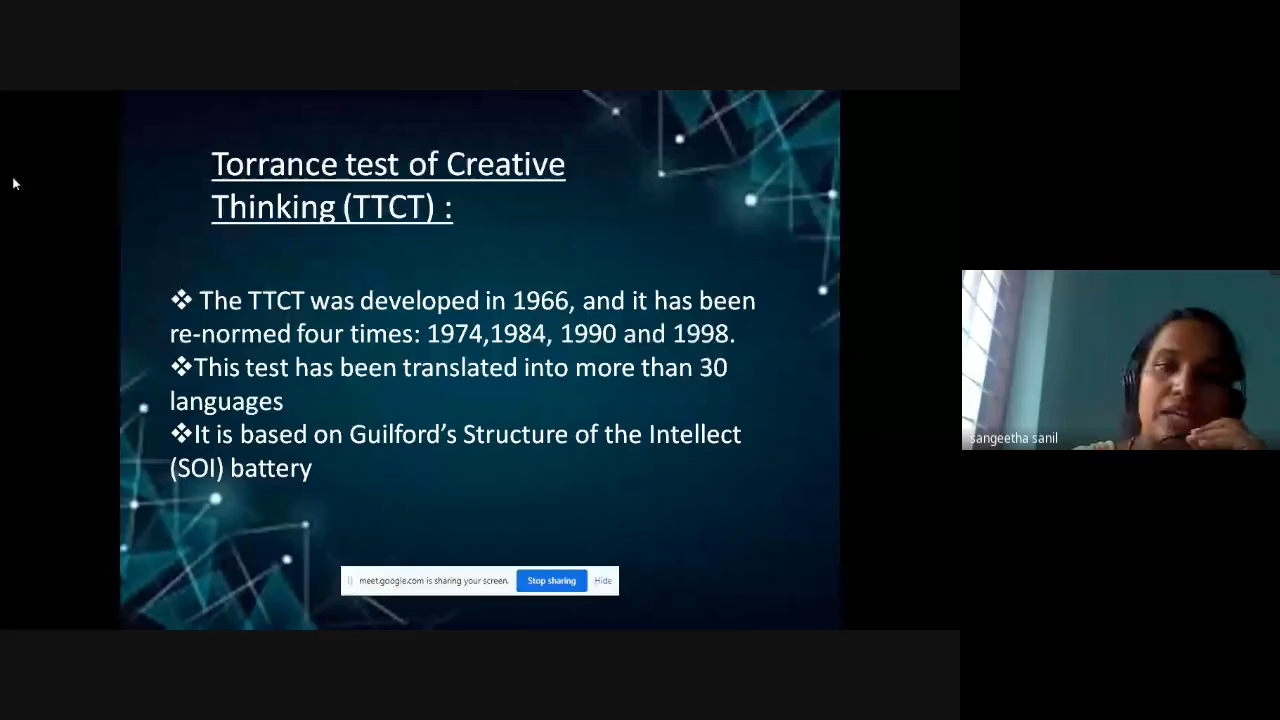 Torrance test of Creative
Thinking (TTCT) :
❖ The TTCT was developed in 1966, and it has been
re-normed four times: 1974,1984, 1990 and 1998.
❖This test has been translated into more than 30
languages
❖It is based on Guilford’s Structure of the Intellect
(SOI) battery
meet.google.com is sharing your screen. Stop sharing Hide
sangeetha sanil